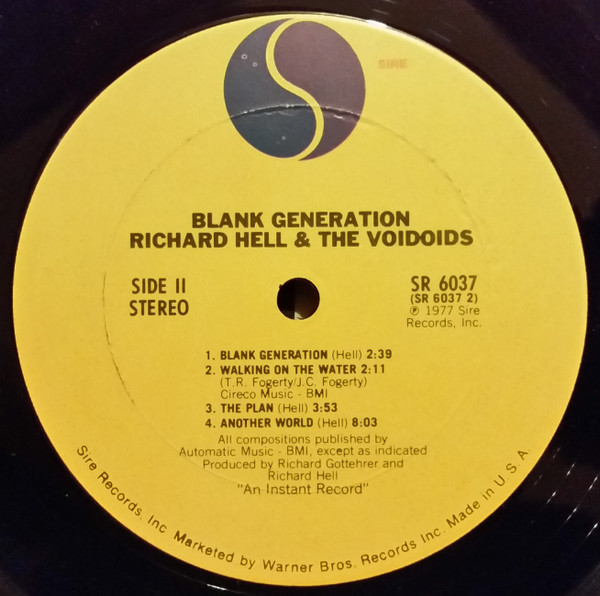 SIRE
BLANK GENERATION
RICHARD HELL & THE VOIDOIDS
SIDE II
STEREO
SR 6037
(SR 6037 2)
℗ 1977 Sire
Records, Inc.
1. BLANK GENERATION (Hell) 2:39
2. WALKING ON THE WATER 2:11
(T.R. Fogerty/J.C. Fogerty)
Cireco Music - BMI
3. THE PLAN (Hell) 3:53
4. ANOTHER WORLD (Hell) 8:03
All compositions published by
Automatic Music - BMI, except as indicated
Produced by Richard Gottehrer and
Richard Hell
"An Instant Record"
Sire Records, Inc. Marketed by Warner Bros. Records Inc. Made in U.S.A.